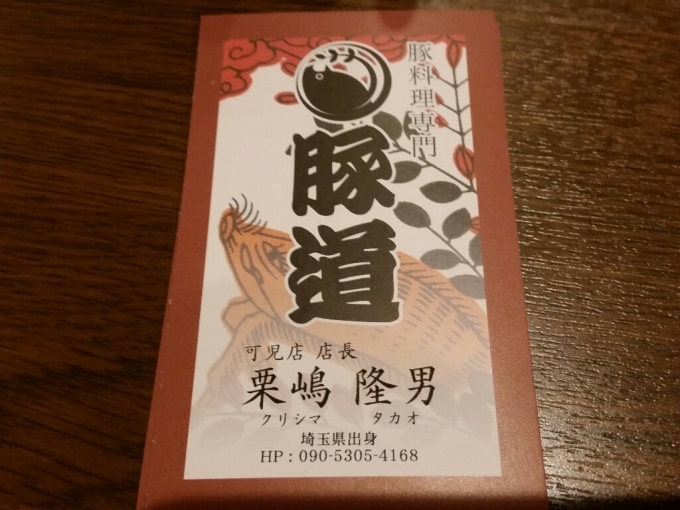 豚料理専門
豚道
可児店 店長
栗嶋 隆男
クリシマ タカオ
埼玉県出身
HP：090-5305-4168